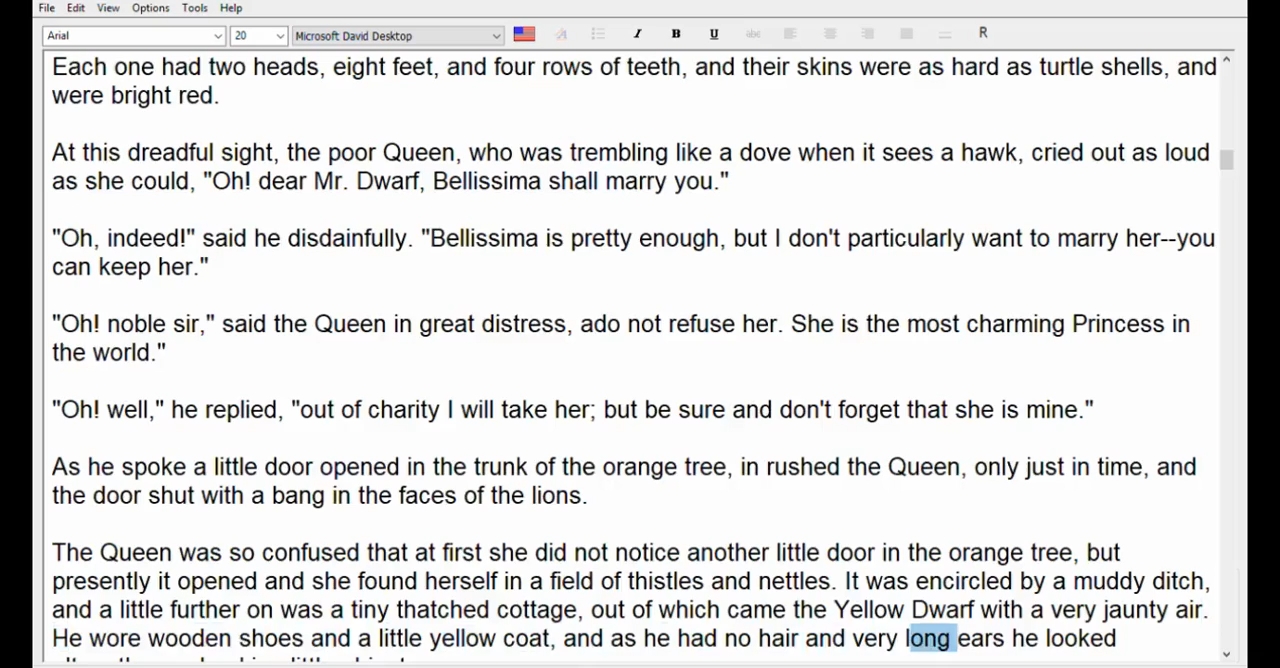 File Edit View Options Tools Help
Arial 20 Microsoft David Desktop I B U abc R
Each one had two heads, eight feet, and four rows of teeth, and their skins were as hard as turtle shells, and
were bright red.
At this dreadful sight, the poor Queen, who was trembling like a dove when it sees a hawk, cried out as loud
as she could, "Oh! dear Mr. Dwarf, Bellissima shall marry you."
"Oh, indeed!" said he disdainfully. "Bellissima is pretty enough, but I don't particularly want to marry her--you
can keep her."
"Oh! noble sir," said the Queen in great distress, ado not refuse her. She is the most charming Princess in
the world."
"Oh! well," he replied, "out of charity I will take her; but be sure and don't forget that she is mine."
As he spoke a little door opened in the trunk of the orange tree, in rushed the Queen, only just in time, and
the door shut with a bang in the faces of the lions.
The Queen was so confused that at first she did not notice another little door in the orange tree, but
presently it opened and she found herself in a field of thistles and nettles. It was encircled by a muddy ditch,
and a little further on was a tiny thatched cottage, out of which came the Yellow Dwarf with a very jaunty air.
He wore wooden shoes and a little yellow coat, and as he had no hair and very long ears he looked